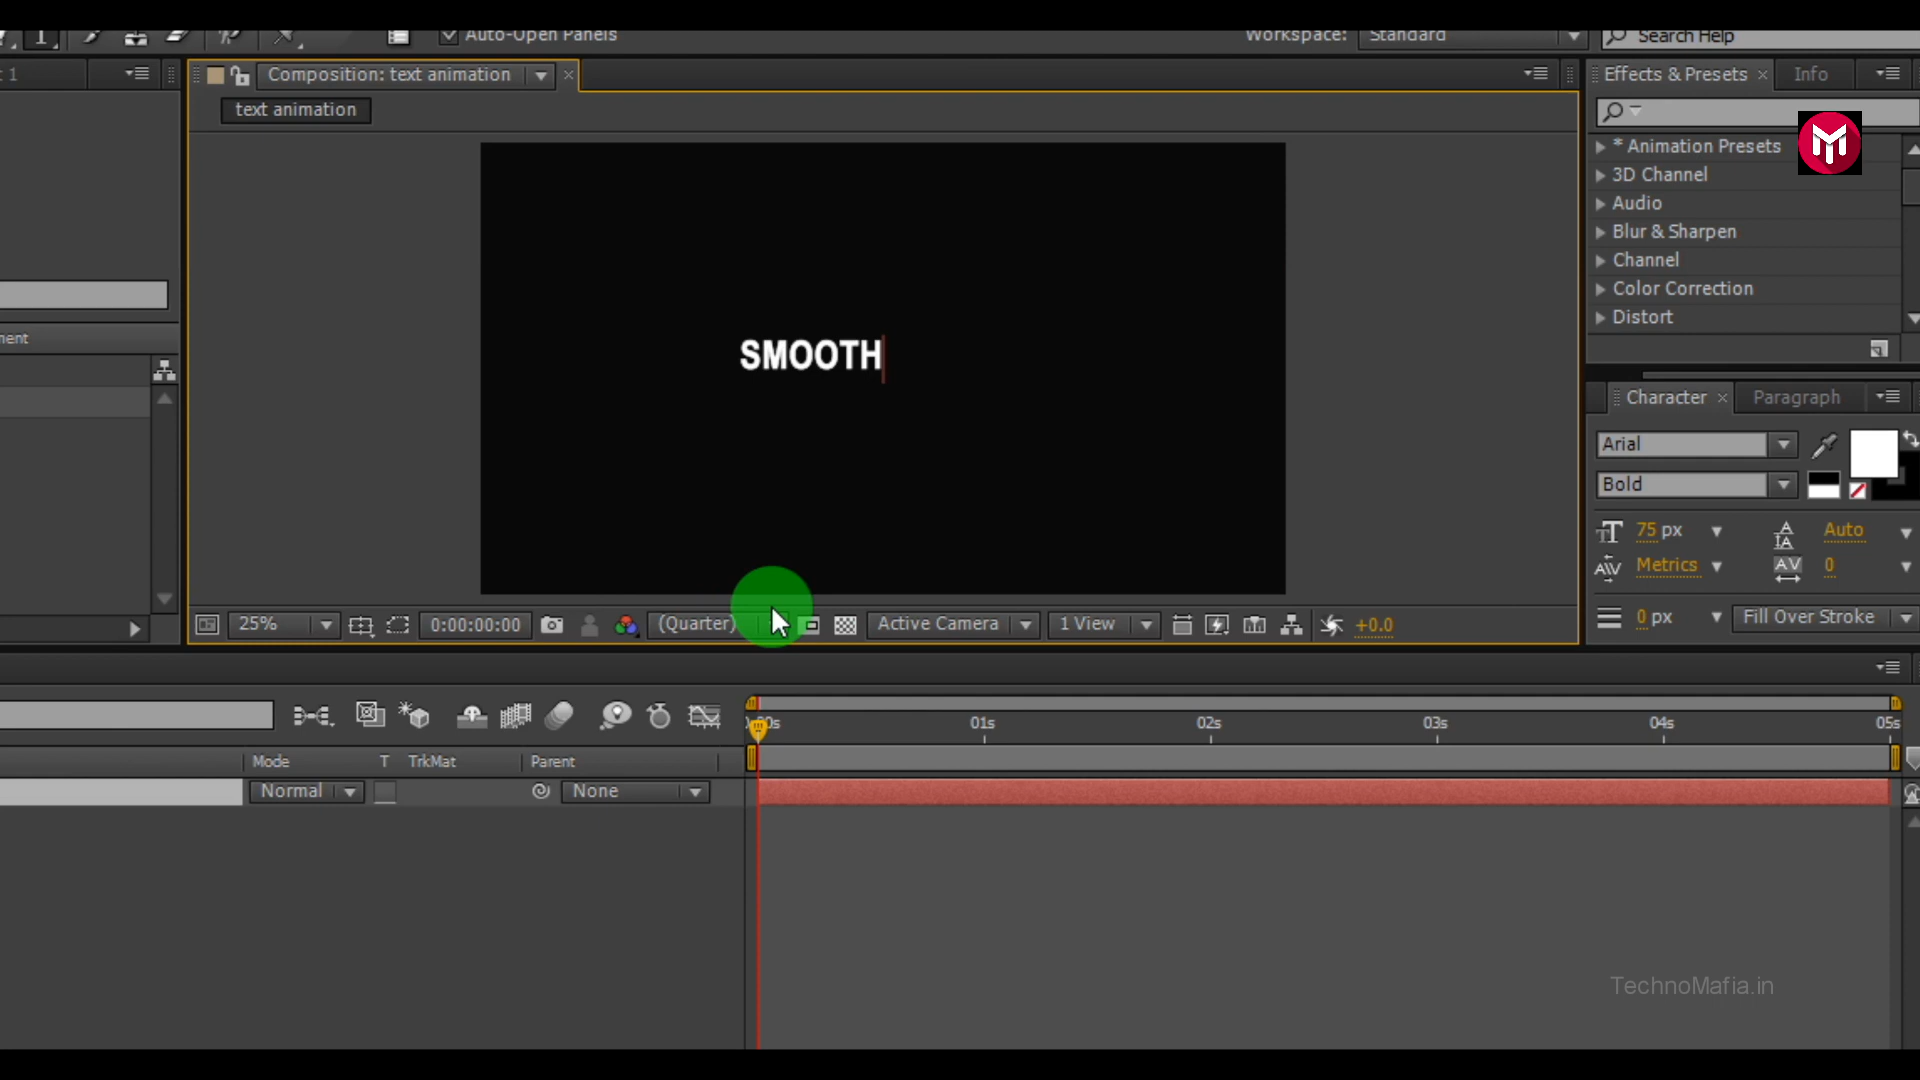 Auto-Open Panels
Workspace:
Standard
Search Help
1
Composition: text animation
Effects & Presets
Info
text animation
* Animation Presets
3D Channel
Audio
Blur & Sharpen
Channel
Color Correction
Distort
SMOOTH
Character
Paragraph
Arial
Bold
75 px
Auto
Metrics
0
0 px
Fill Over Stroke
25%
0:00:00:00
(Quarter)
Active Camera
1 View
+0.0
01s
02s
03s
04s
05s
Mode
T
TrkMat
Parent
Normal
None
TechnoMafia.in